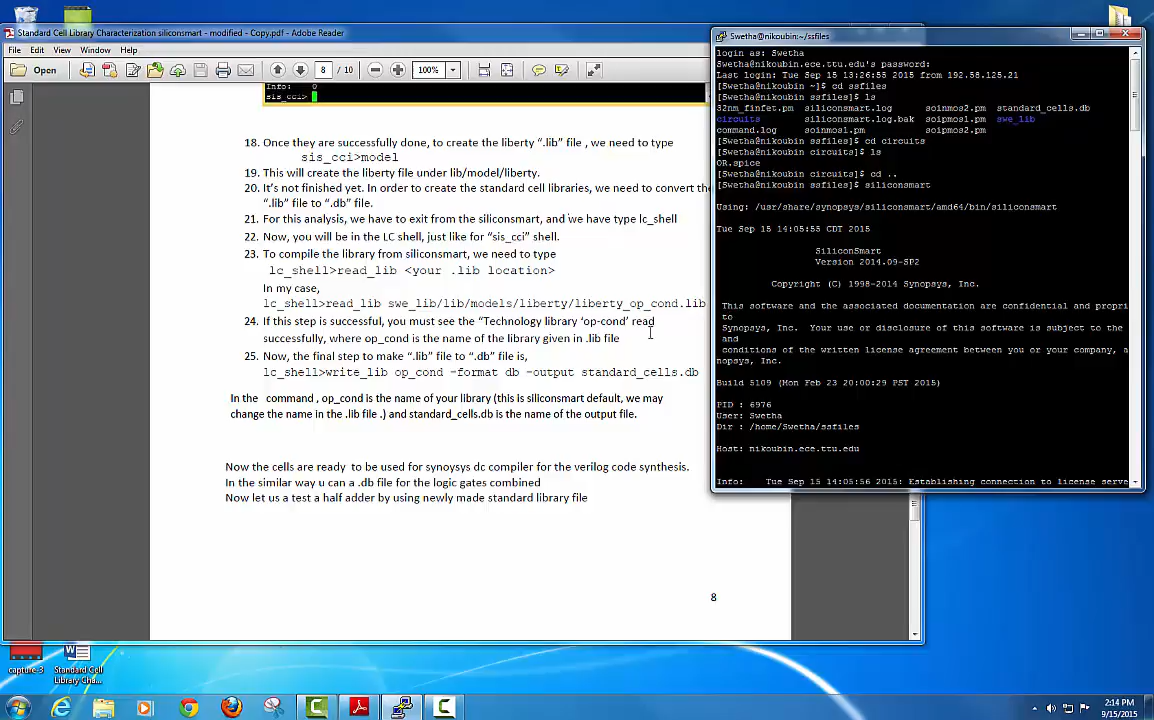 Standard Cell Library Characterization siliconsmart - modified - Copy.pdf - Adobe Reader
File Edit View Window Help
Open 8 / 10 100%
Info: 0
sis_cci>
18. Once they are successfully done, to create the liberty “.lib” file , we need to type
sis_cci>model
19. This will create the liberty file under lib/model/liberty.
20. It’s not finished yet. In order to create the standard cell libraries, we need to convert the
“.lib” file to “.db” file.
21. For this analysis, we have to exit from the siliconsmart, and we have type lc_shell
22. Now, you will be in the LC shell, just like for “sis_cci” shell.
23. To compile the library from siliconsmart, we need to type
lc_shell>read_lib <your .lib location>
In my case,
lc_shell>read_lib swe_lib/lib/models/liberty/liberty_op_cond.lib
24. If this step is successful, you must see the “Technology library ‘op-cond’ read
successfully, where op_cond is the name of the library given in .lib file
25. Now, the final step to make “.lib” file to “.db” file is,
lc_shell>write_lib op_cond –format db –output standard_cells.db
In the command , op_cond is the name of your library (this is siliconsmart default, we may
change the name in the .lib file .) and standard_cells.db is the name of the output file.
Now the cells are ready to be used for synoysys dc compiler for the verilog code synthesis.
In the similar way u can a .db file for the logic gates combined
Now let us a test a half adder by using newly made standard library file
8
Swetha@nikoubin:~/ssfiles
login as: Swetha
Swetha@nikoubin.ece.ttu.edu's password:
Last login: Tue Sep 15 13:26:55 2015 from 192.58.125.21
[Swetha@nikoubin ~]$ cd ssfiles
[Swetha@nikoubin ssfiles]$ ls
32nm_finfet.pm siliconsmart.log soinmos2.pm standard_cells.db
circuits siliconsmart.log.bak soipmos1.pm swe_lib
command.log soinmos1.pm soipmos2.pm
[Swetha@nikoubin ssfiles]$ cd circuits
[Swetha@nikoubin circuits]$ ls
OR.spice
[Swetha@nikoubin circuits]$ cd ..
[Swetha@nikoubin ssfiles]$ siliconsmart
Using: /usr/share/synopsys/siliconsmart/amd64/bin/siliconsmart
Tue Sep 15 14:05:55 CDT 2015
SiliconSmart
Version 2014.09-SP2
Copyright (C) 1998-2014 Synopsys, Inc.
This software and the associated documentation are confidential and propri
to
Synopsys, Inc. Your use or disclosure of this software is subject to the
and
conditions of the written license agreement between you or your company, a
nopsys, Inc.
Build 5109 (Mon Feb 23 20:00:29 PST 2015)
PID : 6976
User: Swetha
Dir : /home/Swetha/ssfiles
Host: nikoubin.ece.ttu.edu
Info: Tue Sep 15 14:05:56 2015: Establishing connection to license serve
capture-3
Standard Cell
Library Cha...
2:14 PM
9/15/2015